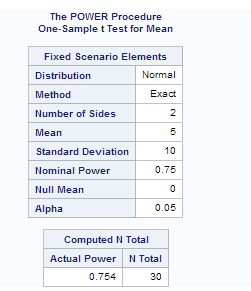 The POWER Procedure
One-Sample t Test for Mean
Fixed Scenario Elements
Distribution Normal
Method Exact
Number of Sides 2
Mean 5
Standard Deviation 10
Nominal Power 0.75
Null Mean 0
Alpha 0.05
Computed N Total
Actual Power N Total
0.754 30